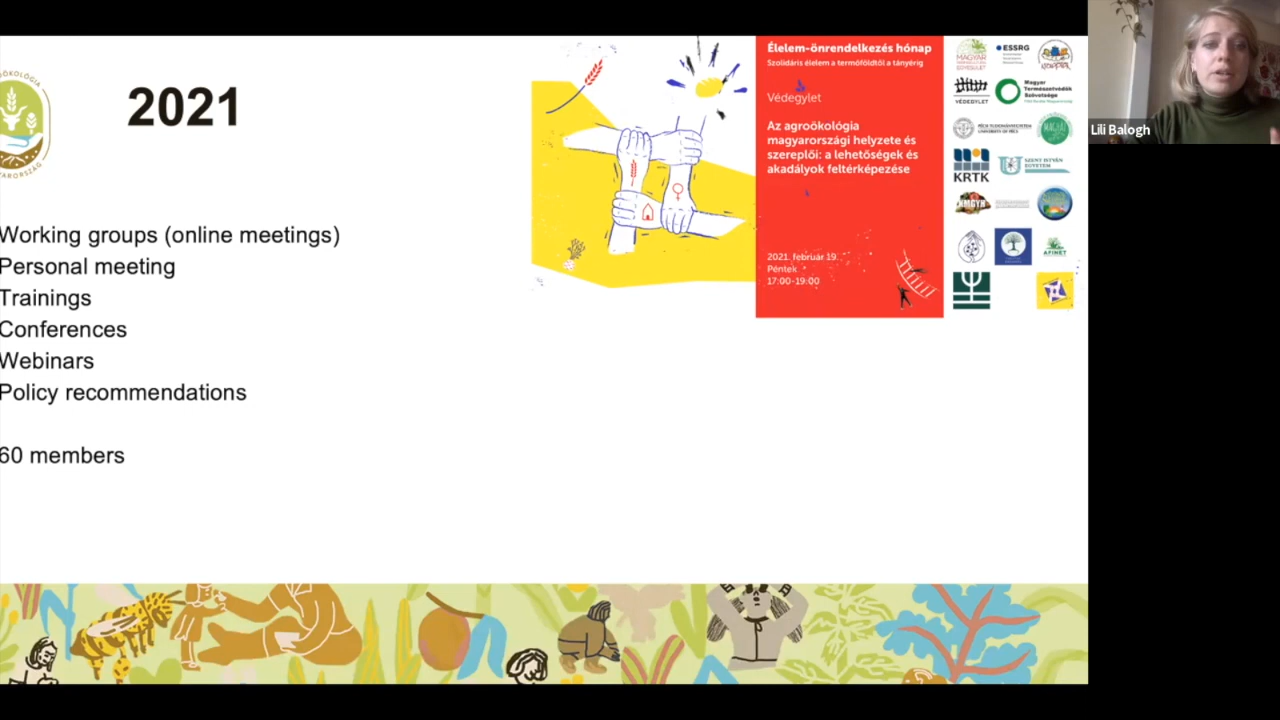 2021
Working groups (online meetings)
Personal meeting
Trainings
Conferences
Webinars
Policy recommendations
60 members
Élelem-önrendelkezés hónap
Szolidáris élelem a termőföldtől a tányérig
Védegylet
Az agroökológia
magyarországi helyzete és
szereplői: a lehetőségek és
akadályok feltérképezése
2021. február 19.
Péntek
17:00-19:00
ESSRG
VÉDEGYLET
Magyar
Természetvédők
Szövetsége
KRTK
SZENT ISTVÁN
EGYETEM
AFINET
Lili Balogh